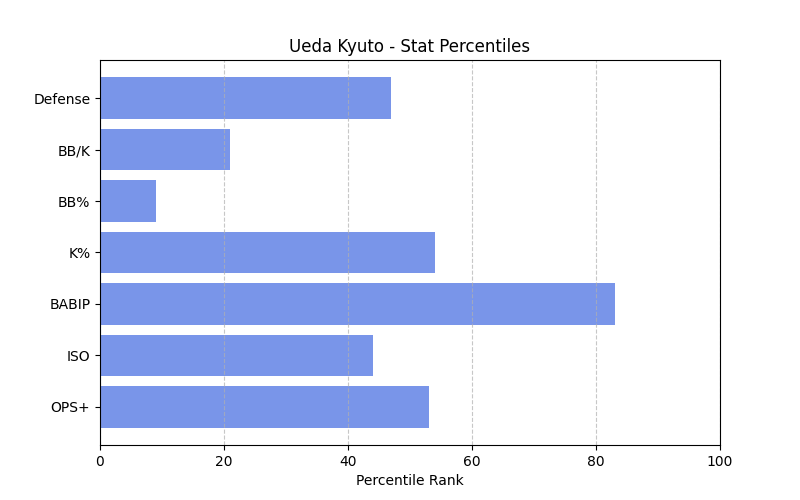 Ueda Kyuto - Stat Percentiles
Defense
BB/K
BB%
K%
BABIP
ISO
OPS+
0 20 40 60 80 100
Percentile Rank